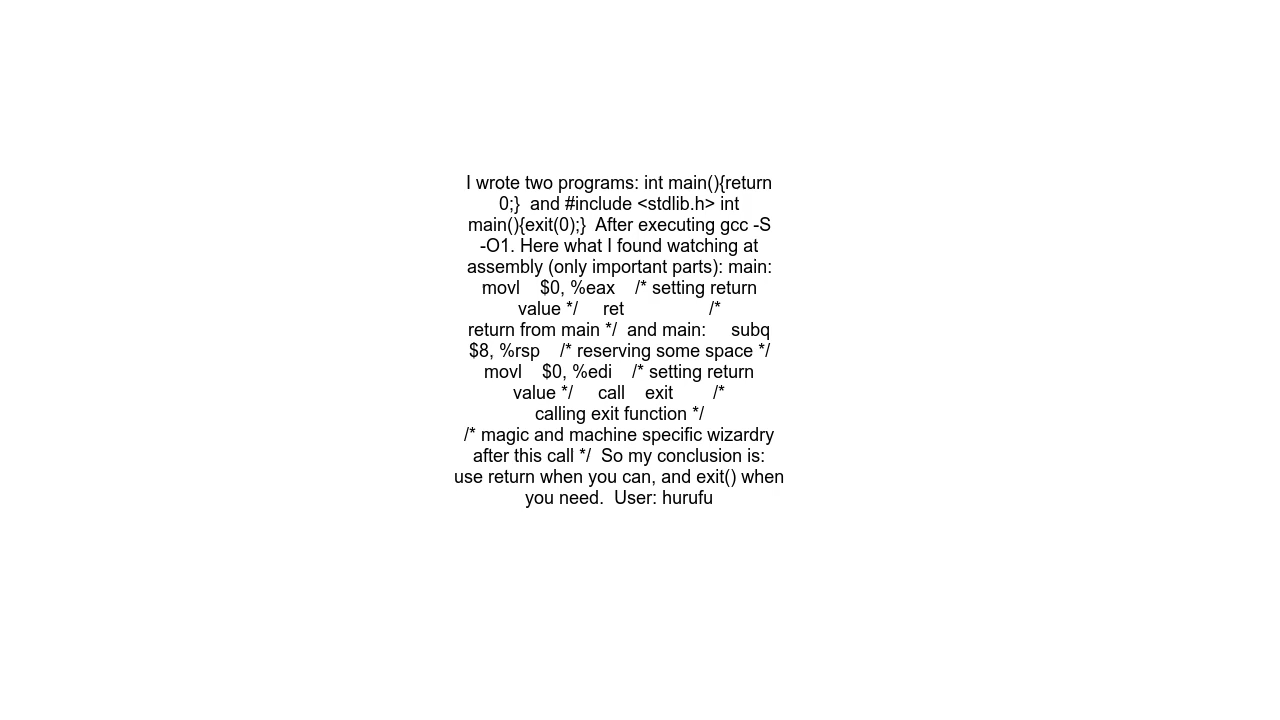 I wrote two programs: int main(){return
0;}  and #include <stdlib.h> int
main(){exit(0);}  After executing gcc -S
-O1. Here what I found watching at
assembly (only important parts): main:
movl    $0, %eax    /* setting return
value */     ret                 /*
return from main */  and main:     subq
$8, %rsp    /* reserving some space */
movl    $0, %edi    /* setting return
value */     call    exit        /*
calling exit function */
/* magic and machine specific wizardry
after this call */  So my conclusion is:
use return when you can, and exit() when
you need.  User: hurufu